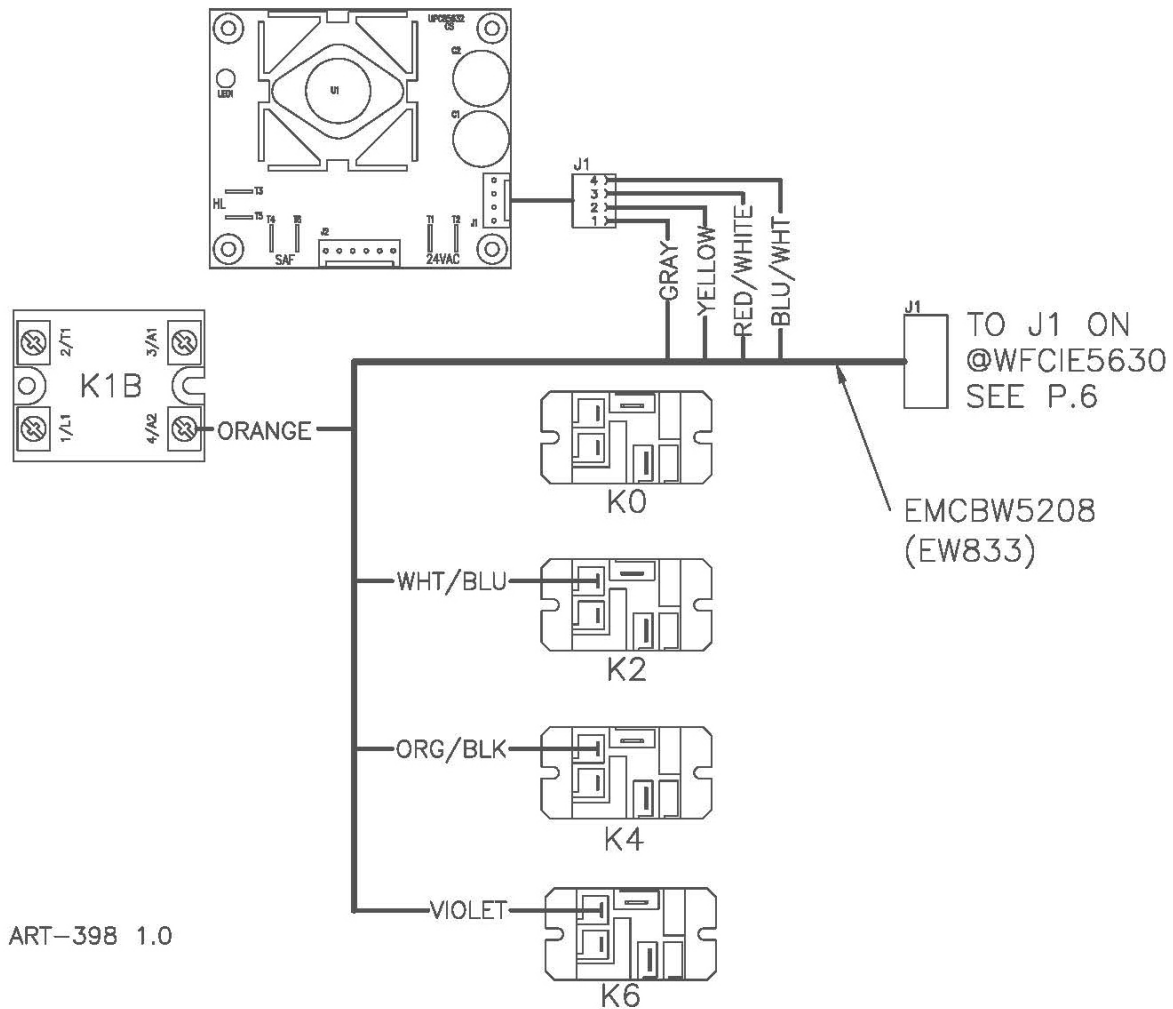 UPCB5632
C2
LED1
U1
C1
T3
HL
T5
T4
T6
SAF
J2
T1
T2
24VAC
J1
J1
4
3
2
1
GRAY
YELLOW
RED/WHITE
BLU/WHT
J1
TO J1 ON
@WFCIE5630
SEE P.6
2/T1
3/A1
K1B
1/L1
4/A2
ORANGE
K0
EMCBW5208
(EW833)
WHT/BLU
K2
ORG/BLK
K4
VIOLET
ART-398 1.0
K6